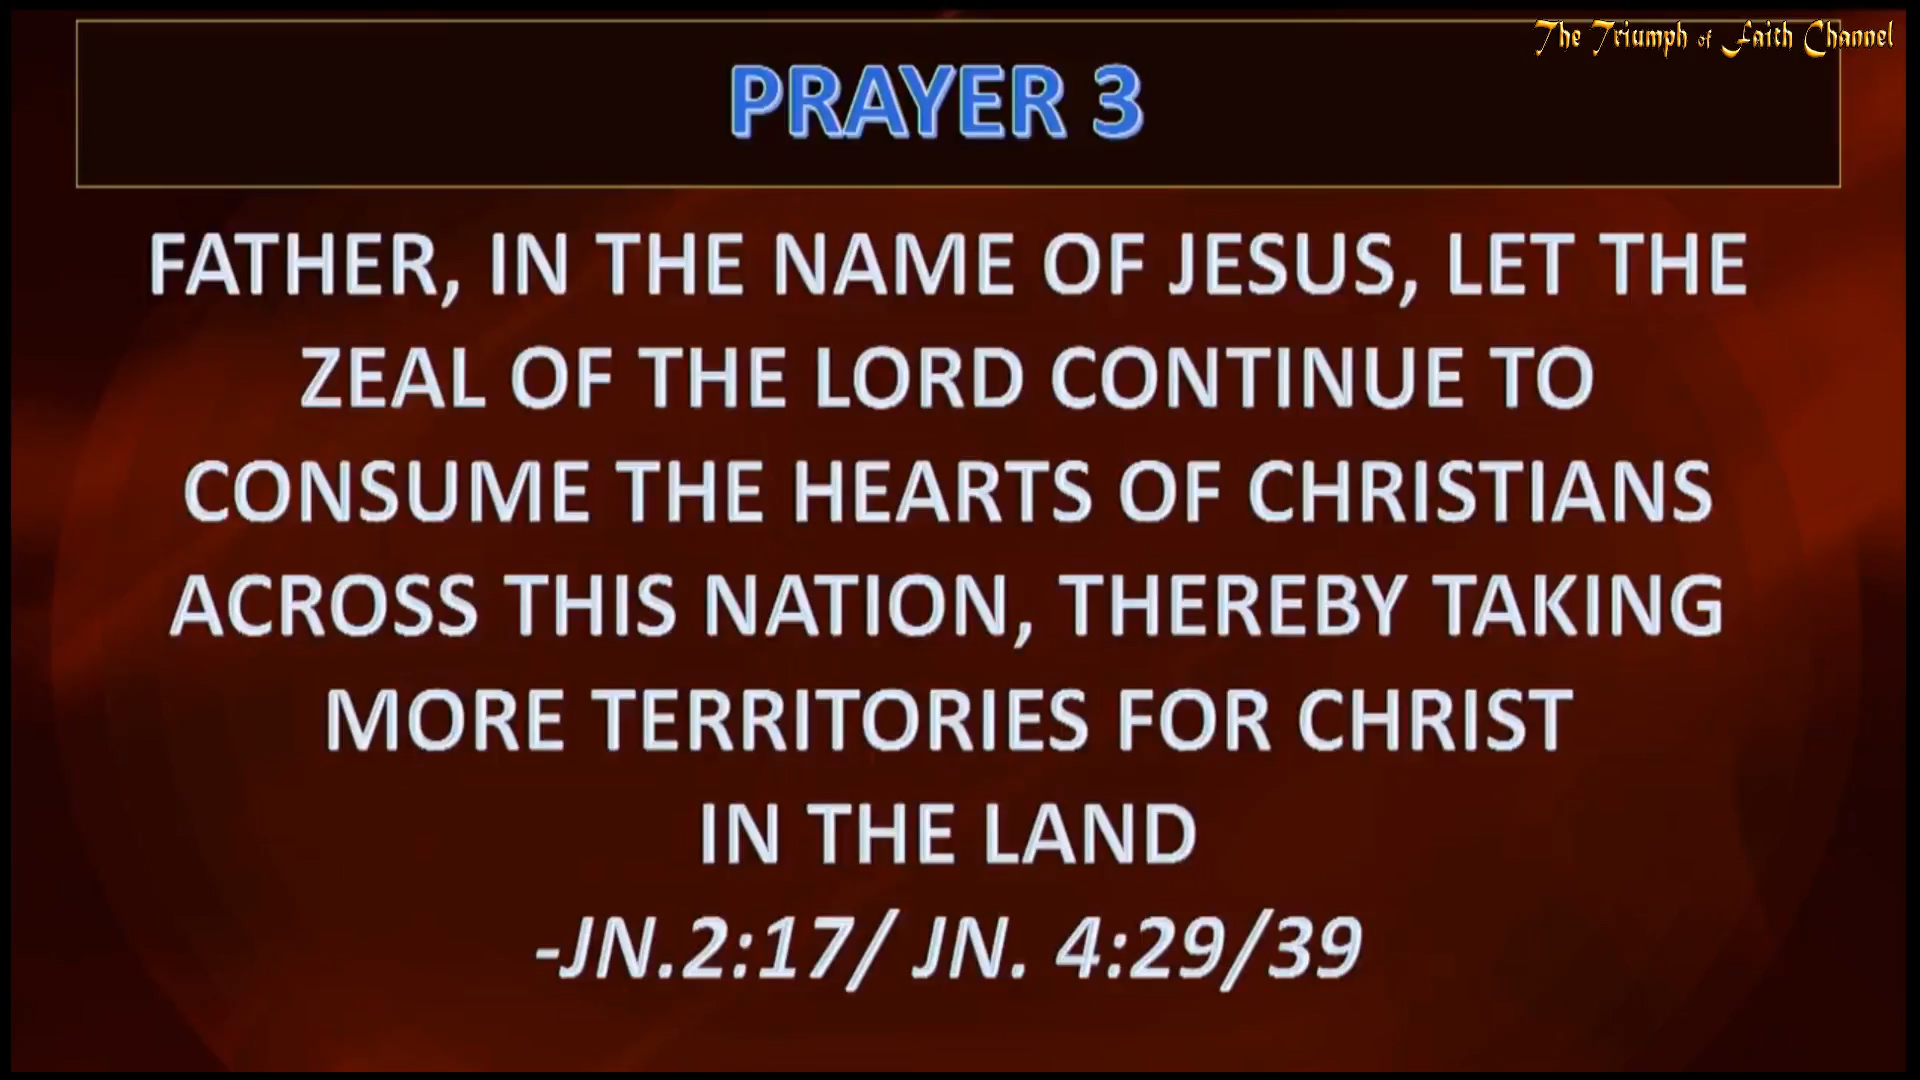 The Triumph of Faith Channel
PRAYER 3
FATHER, IN THE NAME OF JESUS, LET THE
ZEAL OF THE LORD CONTINUE TO
CONSUME THE HEARTS OF CHRISTIANS
ACROSS THIS NATION, THEREBY TAKING
MORE TERRITORIES FOR CHRIST
IN THE LAND
-JN.2:17/ JN. 4:29/39